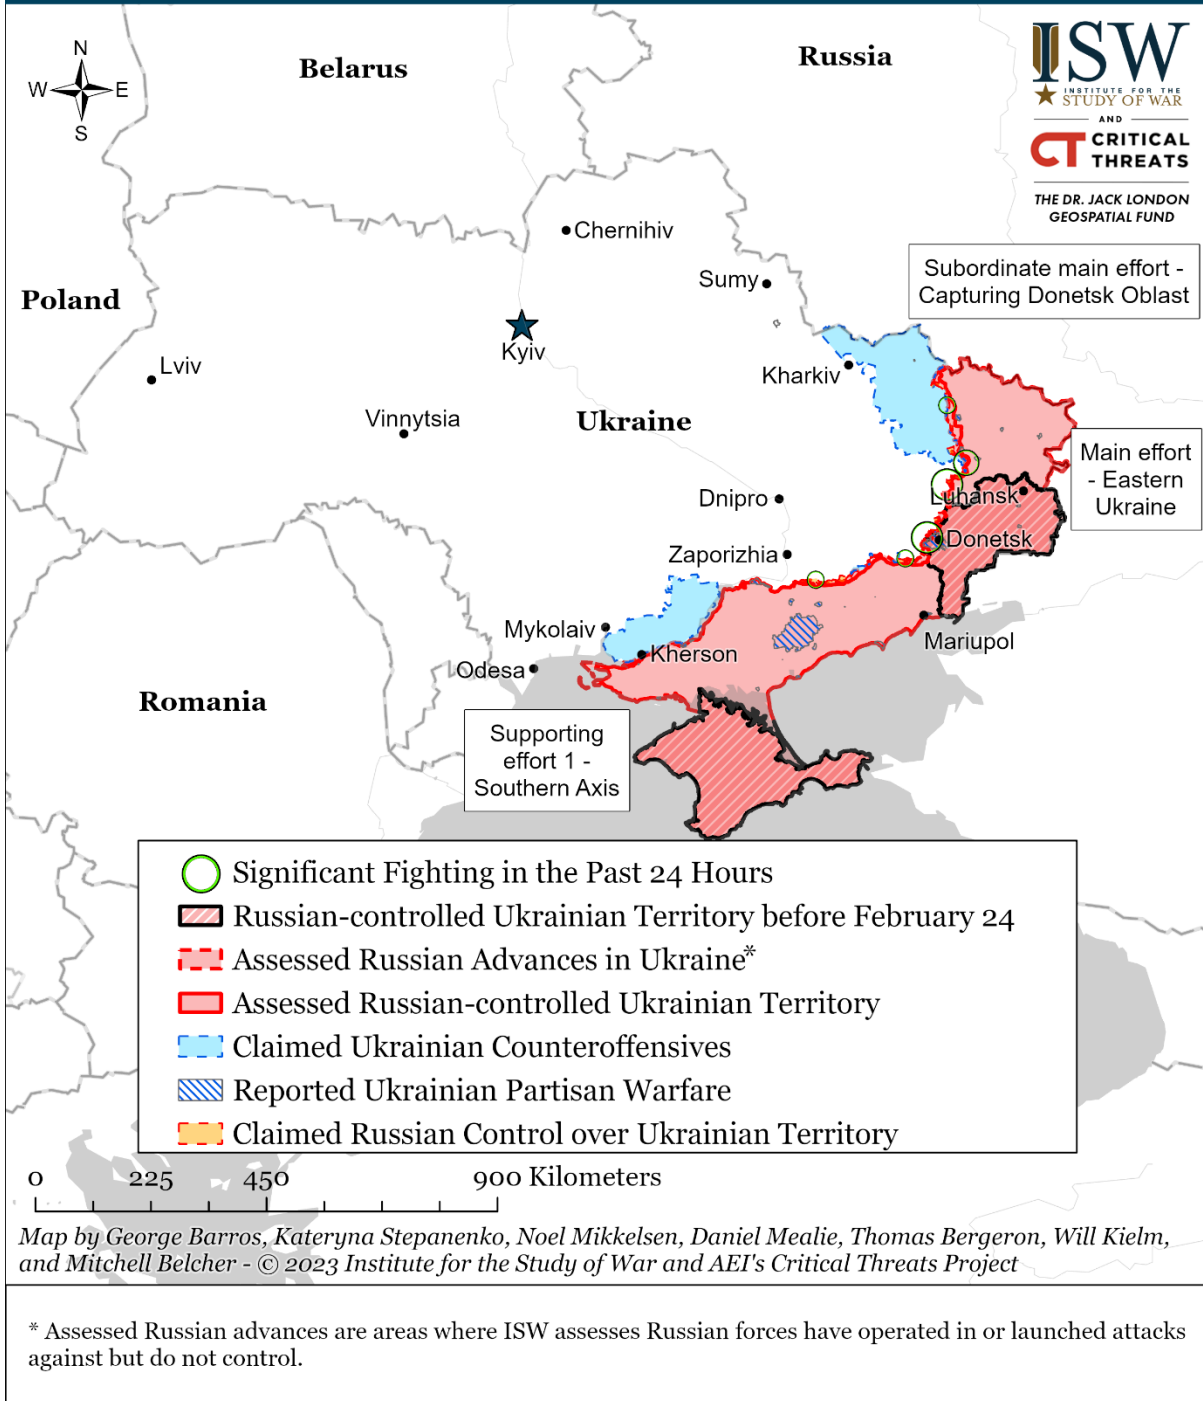 N
W E
S
Belarus
Russia
ISW
INSTITUTE FOR THE
STUDY OF WAR
AND
CT CRITICAL
THREATS
THE DR. JACK LONDON
GEOSPATIAL FUND
Chernihiv
Sumy
Subordinate main effort -
Capturing Donetsk Oblast
Poland
Kyiv
Lviv
Kharkiv
Vinnytsia
Ukraine
Main effort
- Eastern
Ukraine
Dnipro
Luhansk
Donetsk
Zaporizhia
Mykolaiv
Mariupol
Kherson
Odesa
Romania
Supporting
effort 1 -
Southern Axis
Significant Fighting in the Past 24 Hours
Russian-controlled Ukrainian Territory before February 24
Assessed Russian Advances in Ukraine*
Assessed Russian-controlled Ukrainian Territory
Claimed Ukrainian Counteroffensives
Reported Ukrainian Partisan Warfare
Claimed Russian Control over Ukrainian Territory
0 225 450 900 Kilometers
Map by George Barros, Kateryna Stepanenko, Noel Mikkelsen, Daniel Mealie, Thomas Bergeron, Will Kielm,
and Mitchell Belcher - © 2023 Institute for the Study of War and AEI's Critical Threats Project
* Assessed Russian advances are areas where ISW assesses Russian forces have operated in or launched attacks
against but do not control.